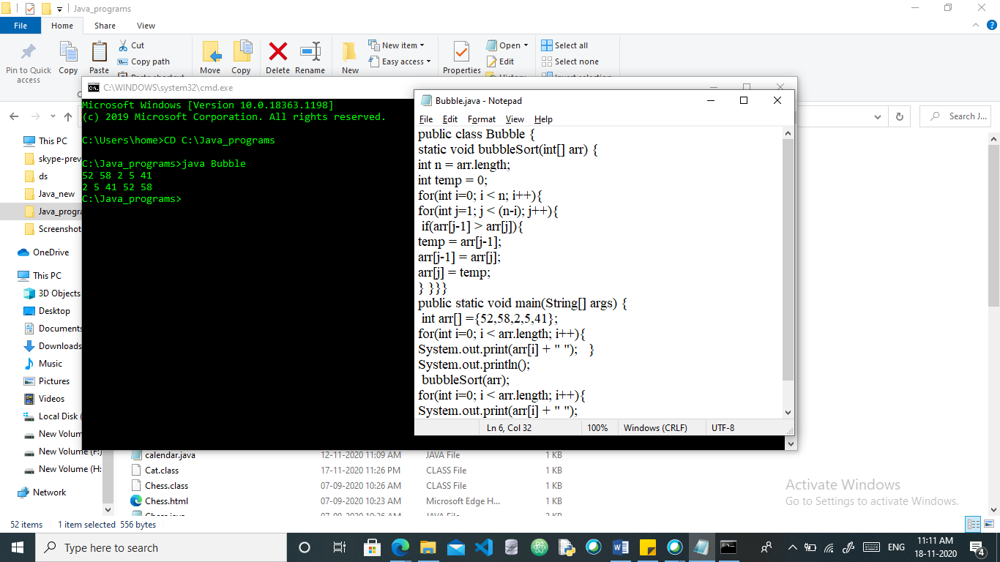 Java_programs
File Home Share View
Pin to Quick access
Copy
Paste
Cut
Copy path
Move
Copy
Delete
Rename
New
New item
Easy access
Properties
Open
Edit
History
Select all
Select none
Invert selection
Search J...
C:\WINDOWS\system32\cmd.exe
Microsoft Windows [Version 10.0.18363.1198]
(c) 2019 Microsoft Corporation. All rights reserved.
C:\Users\home>CD C:\Java_programs
C:\Java_programs>java Bubble
52 58 2 5 41
2 5 41 52 58
C:\Java_programs>
Bubble.java - Notepad
File Edit Format View Help
public class Bubble {
static void bubbleSort(int[] arr) {
int n = arr.length;
int temp = 0;
for(int i=0; i < n; i++){
for(int j=1; j < (n-i); j++){
if(arr[j-1] > arr[j]){
temp = arr[j-1];
arr[j-1] = arr[j];
arr[j] = temp;
} }}}
public static void main(String[] args) {
int arr[] ={52,58,2,5,41};
for(int i=0; i < arr.length; i++){
System.out.print(arr[i] + " "); }
System.out.println();
bubbleSort(arr);
for(int i=0; i < arr.length; i++){
System.out.print(arr[i] + " ");
Ln 6, Col 32 100% Windows (CRLF) UTF-8
This PC
skype-prev
ds
Java_new
Java_progra
Screenshot
OneDrive
This PC
3D Objects
Desktop
Documents
Downloads
Music
Pictures
Videos
Local Disk (
New Volum
New Volume (F:)
New Volume (H:
Network
calendar.java 12-11-2020 11:09 AM JAVA File 1 KB
Cat.class 17-11-2020 11:26 PM CLASS File 1 KB
Chess.class 07-09-2020 10:26 AM CLASS File 1 KB
Chess.html 07-09-2020 10:23 AM Microsoft Edge H... 1 KB
Activate Windows
Go to Settings to activate Windows.
52 items 1 item selected 556 bytes
Type here to search
ENG
11:11 AM
18-11-2020
4